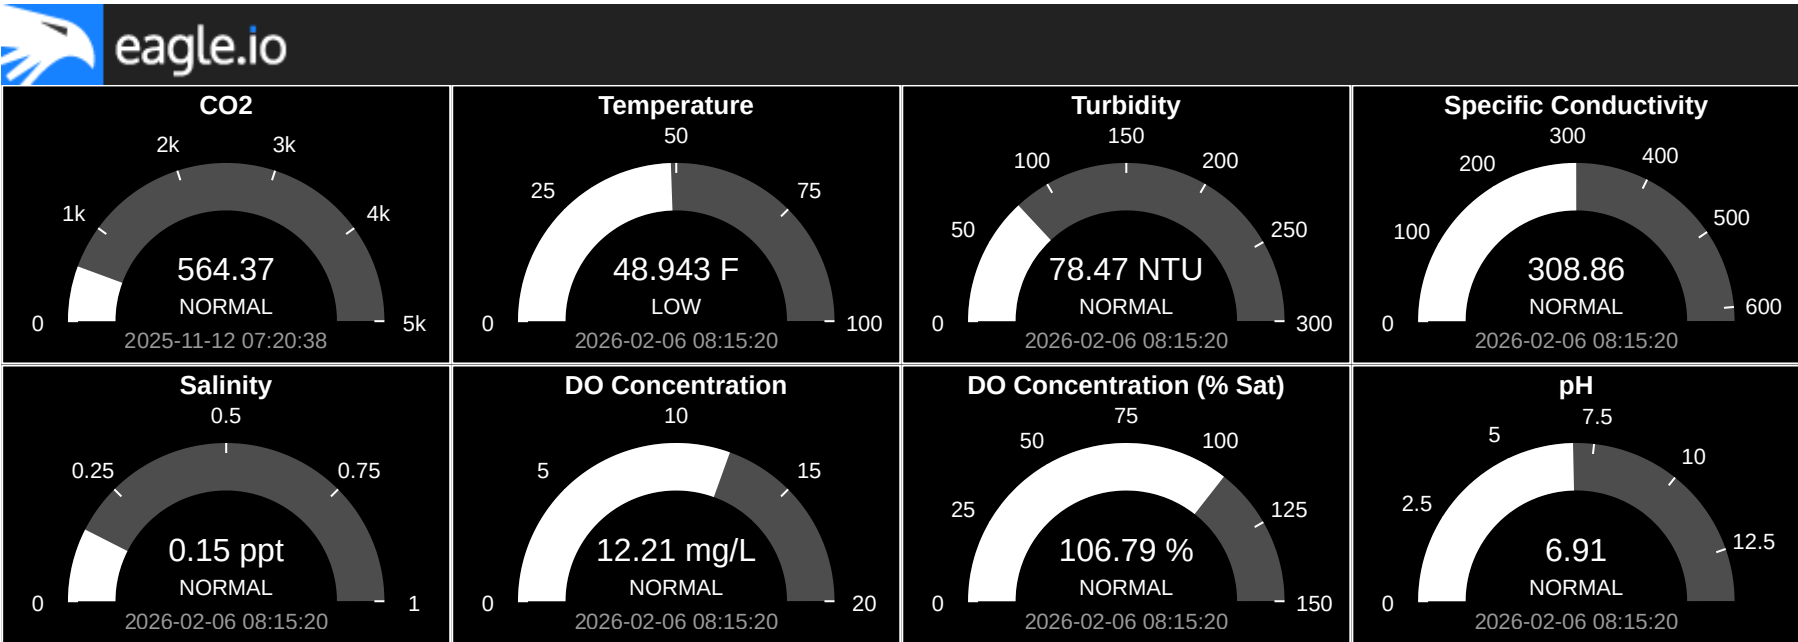 eagle.io
CO2
2k 3k
1k 4k
564.37
NORMAL
0 5k
2025-11-12 07:20:38
Temperature
50
25 75
48.943 F
LOW
0 100
2026-02-06 08:15:20
Turbidity
150
100 200
50 250
78.47 NTU
NORMAL
0 300
2026-02-06 08:15:20
Specific Conductivity
300
200 400
100 500
308.86
NORMAL
0 600
2026-02-06 08:15:20
Salinity
0.5
0.25 0.75
0.15 ppt
NORMAL
0 1
2026-02-06 08:15:20
DO Concentration
10
5 15
12.21 mg/L
NORMAL
0 20
2026-02-06 08:15:20
DO Concentration (% Sat)
75
50 100
25 125
106.79 %
NORMAL
0 150
2026-02-06 08:15:20
pH
7.5
5 10
2.5 12.5
6.91
NORMAL
0
2026-02-06 08:15:20